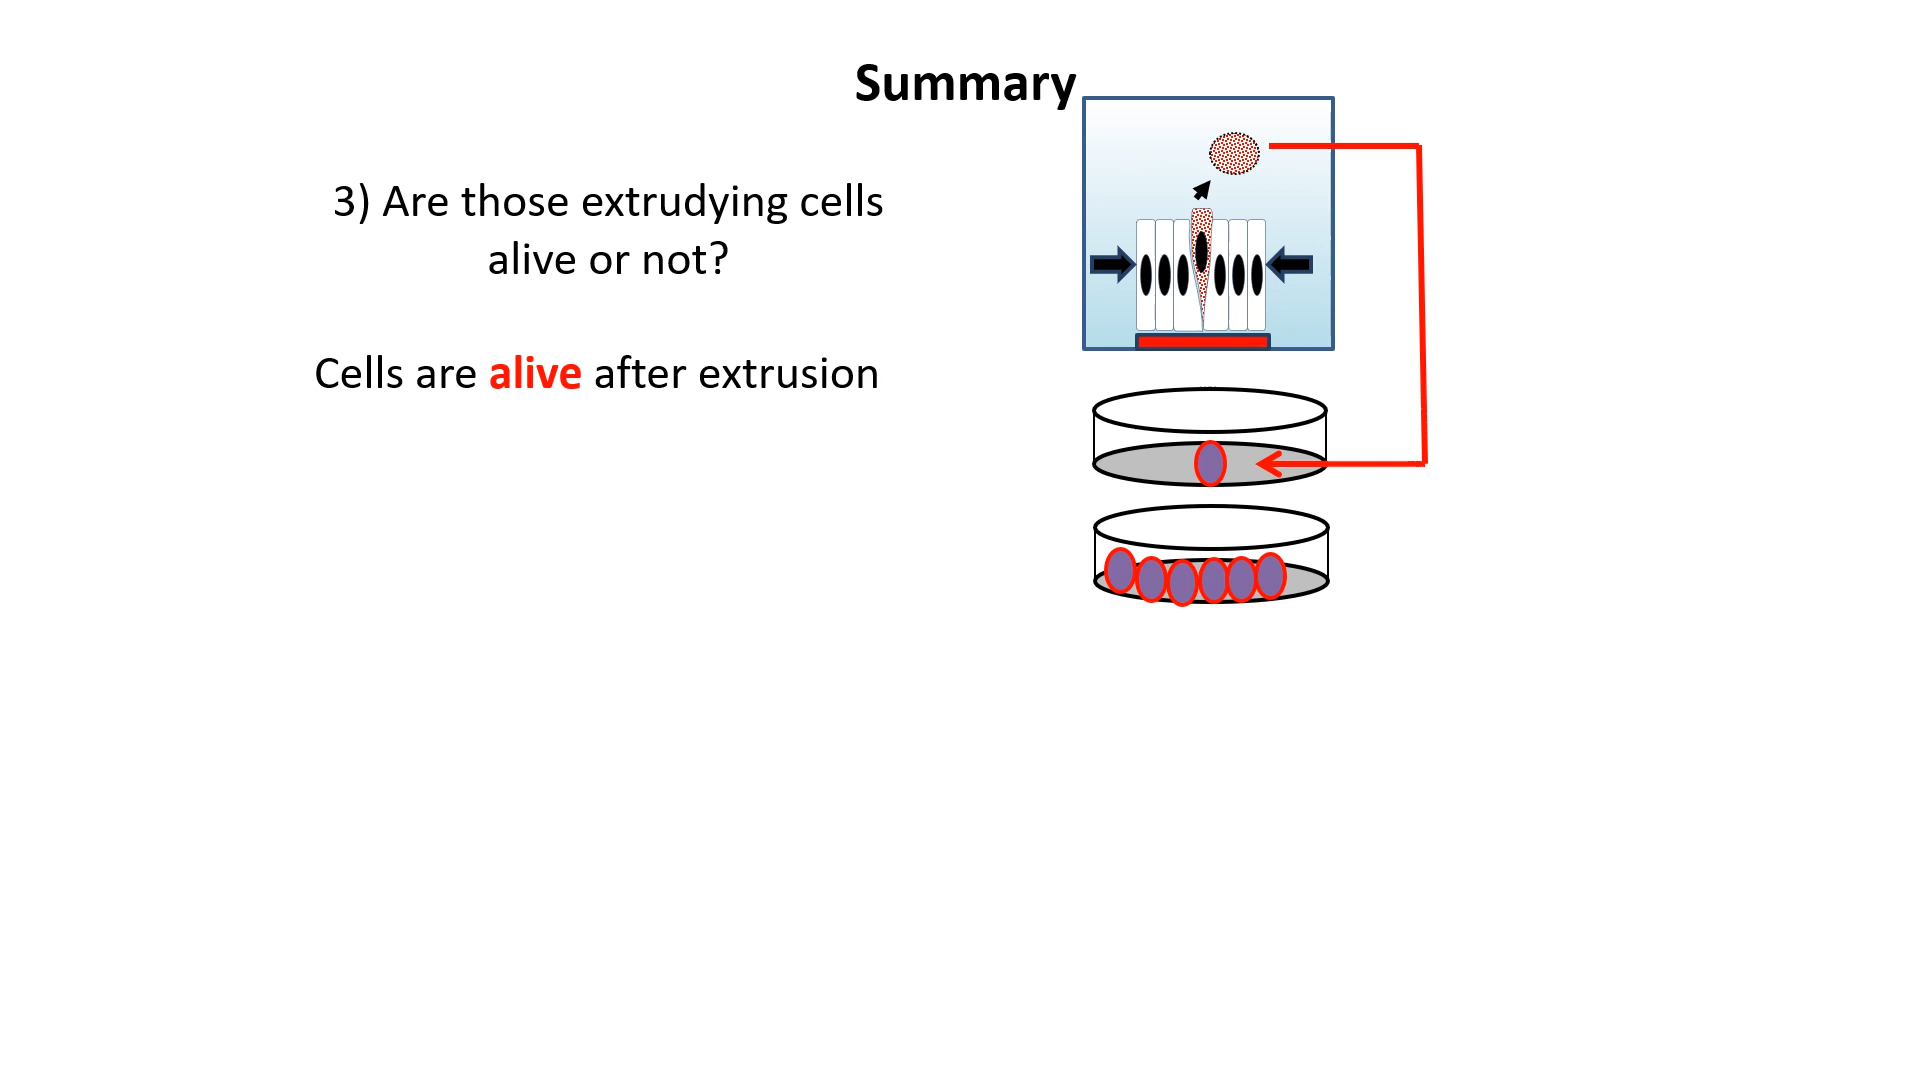 Summary
3) Are those extrudying cells
alive or not?
Cells are alive after extrusion